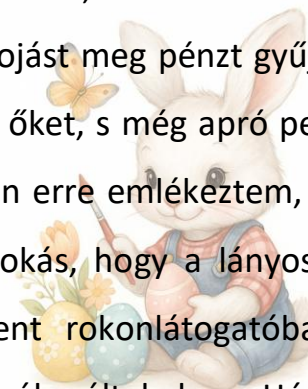 ojást meg pénzt gyű
őket, s még apró pe
n erre emlékeztem,
okás, hogy a lányos
ent rokonlátogatóba